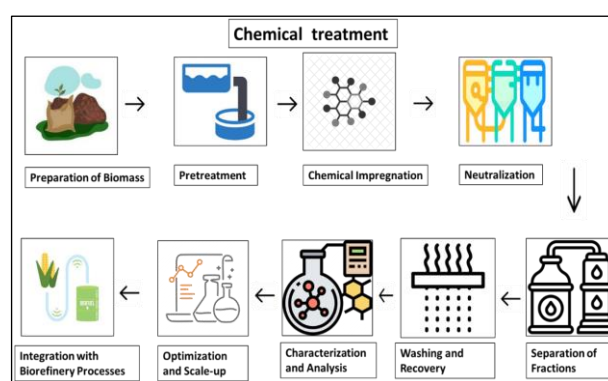 Chemical treatment
Preparation of Biomass
Pretreatment
Chemical Impregnation
Neutralization
Integration with
Biorefinery Processes
Optimization
and Scale-up
Characterization
and Analysis
Washing and
Recovery
Separation of
Fractions